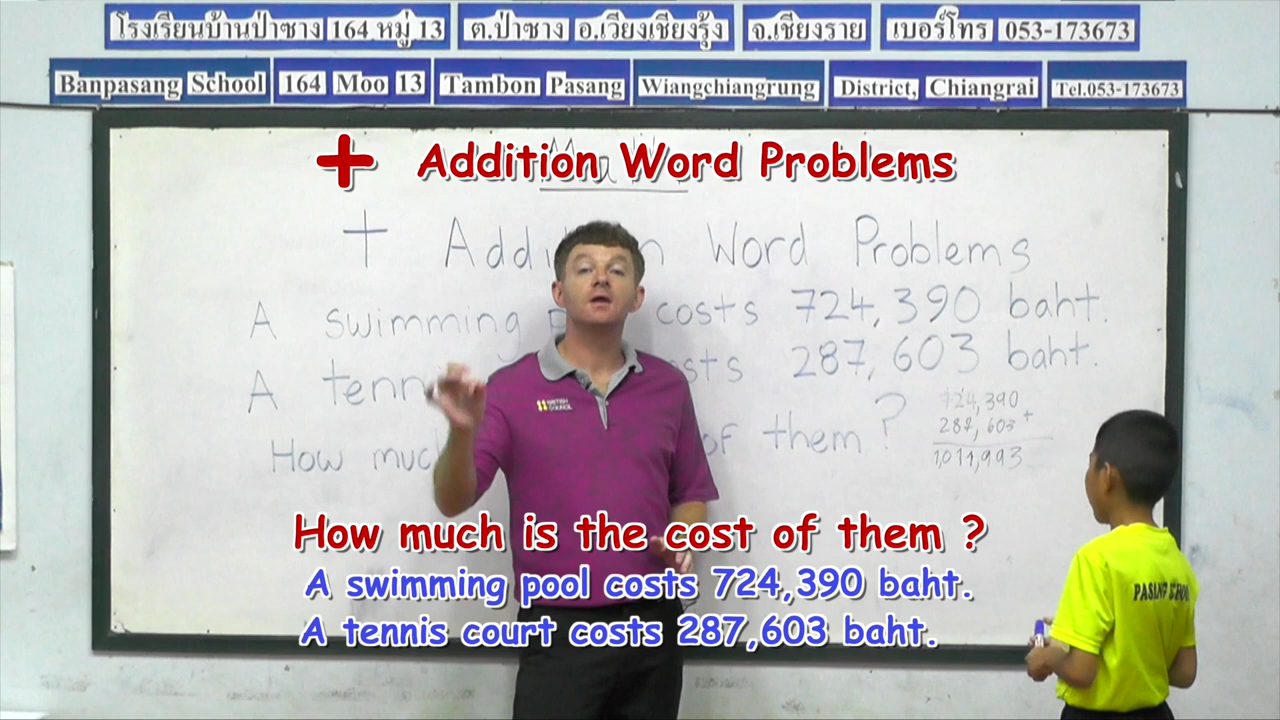 โรงเรียนบ้านป่าซาง 164 หมู่ 13 ต.ป่าซาง อ.เวียงเชียงรุ้ง จ.เชียงราย เบอร์โทร 053-173673
Banpasang School 164 Moo 13 Tambon Pasang Wiangchiangrung District, Chiangrai Tel.053-173673
+ Addition Word Problems
+ Addi n Word Problems
A swimming p costs 724,390 baht.
A tenn sts 287,603 baht.
How muc of them ?
724,390
287,603 +
1,011,993
BRITISH COUNCIL
PASANG SCHOOL
How much is the cost of them ?
A swimming pool costs 724,390 baht.
A tennis court costs 287,603 baht.